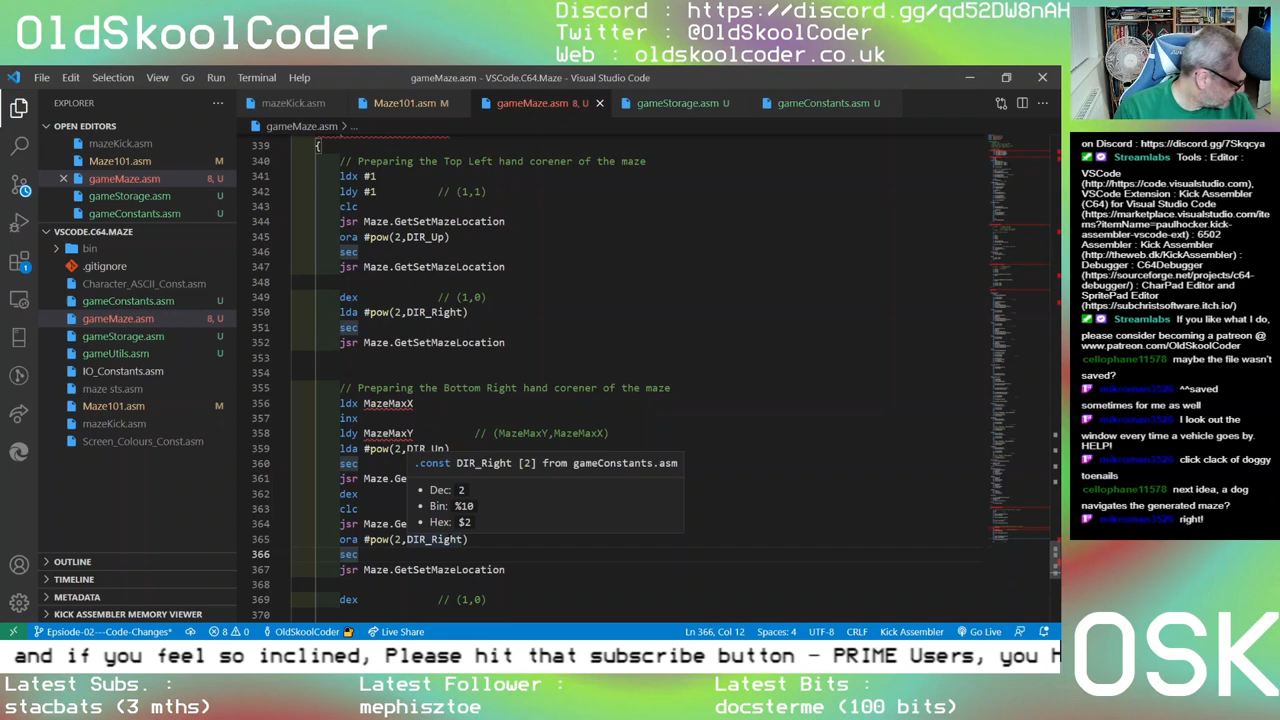 OldSkoolCoder
Discord : https://discord.gg/qd52DW8nAH
Twitter : @OldSkoolCoder
Web : oldskoolcoder.co.uk
File Edit Selection View Go Run Terminal Help
gameMaze.asm - VSCode.C64.Maze - Visual Studio Code
EXPLORER
mazeKick.asm
Maze101.asm M
gameMaze.asm 8, U
gameStorage.asm U
gameConstants.asm U
gameMaze.asm > ...
OPEN EDITORS
mazeKick.asm
Maze101.asm M
gameMaze.asm 8, U
gameStorage.asm U
gameConstants.asm U
VSCODE.C64.MAZE
bin
.gitignore
gameConstants.asm U
gameMaze.asm 8, U
gameStorage.asm U
gameUtils.asm U
IO_Constants.asm
maze sts.asm
Maze101.asm M
mazeKick.asm
Screen_Colours_Const.asm
OUTLINE
TIMELINE
METADATA
KICK ASSEMBLER MEMORY VIEWER
339 {
340 // Preparing the Top Left hand corener of the maze
341 ldx #1
342 ldy #1 // (1,1)
343 clc
344 jsr Maze.GetSetMazeLocation
345 ora #pow(2,DIR_Up)
346 sec
347 jsr Maze.GetSetMazeLocation
348
349 dex // (1,0)
350 lda #pow(2,DIR_Right)
351 sec
352 jsr Maze.GetSetMazeLocation
353
354
355 // Preparing the Bottom Right hand corener of the maze
356 ldx MazeMaxX
357 inx
358 ldy MazeMaxY // (MazeMaxY,MazeMaxX)
359 lda #pow(2,DIR_Up)
360 sec
const DIR_Right [2] from gameConstants.asm
361 jsr Maze.Ge
Dec: 2
362 dex
Bin:
363 clc
Hex:
364 jsr Maze.Ge
365 ora #pow(2,DIR_Right)
366 sec
367 jsr Maze.GetSetMazeLocation
368
369 dex // (1,0)
370
Epsiode-02---Code-Changes* 8 0 OldSkoolCoder Live Share
Ln 366, Col 12 Spaces: 4 UTF-8 CRLF Kick Assembler Go Live
on Discord : https://discord.gg/7Skqcya
Streamlabs : Tools : Editor :
VSCode
(http://https://code.visualstudio.com),
VSCode Extension : Kick Assembler
(C64) for Visual Studio Code
(https://marketplace.visualstudio.com/ite
ms?itemName=paulhocker.kick-
assembler-vscode-ext) : 6502
Assembler : Kick Assembler
(http://theweb.dk/KickAssembler) :
Debugger : C64Debugger
(https://sourceforge.net/projects/c64-
debugger/) : CharPad Editor and
SpritePad Editor
(https://subchristsoftware.itch.io/)
Streamlabs : If you like what I do,
please consider becoming a patreon @
www.patreon.com/OldSkoolCoder
cellophane11578 maybe the file wasn't
saved?
^^saved
sometimes for me as well
I look out the
window every time a vehicle goes by.
HELP!
click clack of doggy
toenails
cellophane11578 next idea, a dog
navigates the generated maze?
right!
and if you feel so inclined, Please hit that subscribe button – PRIME Users, you H
OSK
Latest Subs. :
stacbats (3 mths)
Latest Follower :
mephisztoe
Latest Bits :
docsterme (100 bits)